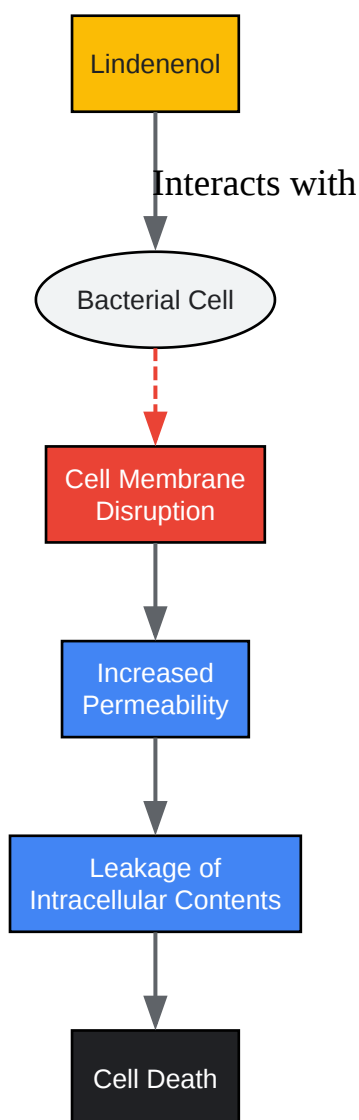 Lindenenol
Interacts with
Bacterial Cell
Cell Membrane
Disruption
Increased
Permeability
Leakage of
Intracellular Contents
Cell Death